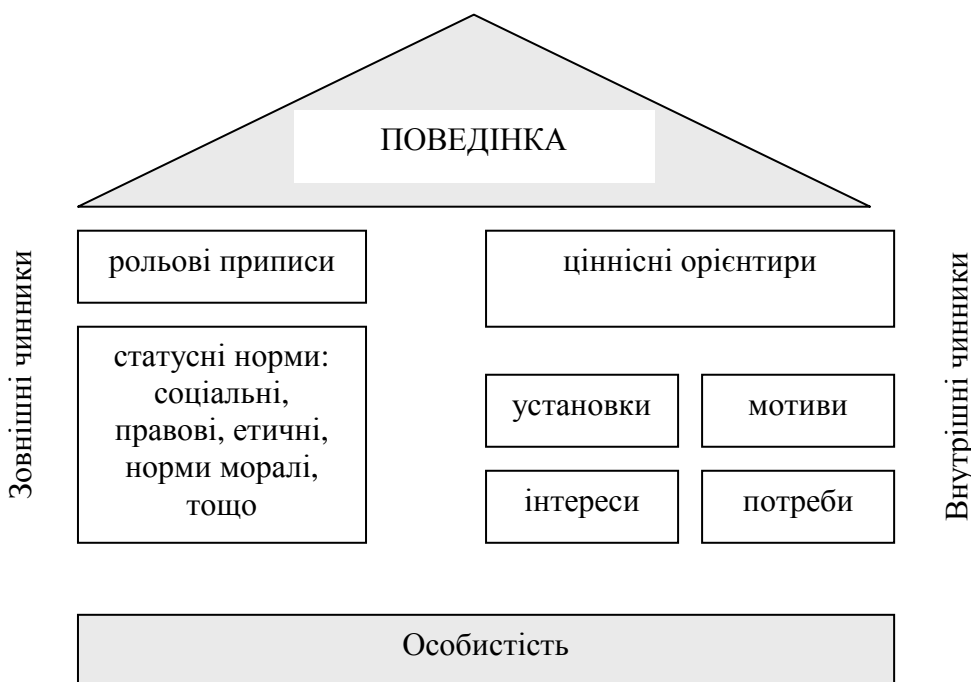 ПОВЕДІНКА
Зовнішні чинники
рольові приписи
статусні норми:
соціальні,
правові, етичні,
норми моралі,
тощо
ціннісні орієнтири
установки
мотиви
інтереси
потреби
Внутрішні чинники
Особистість